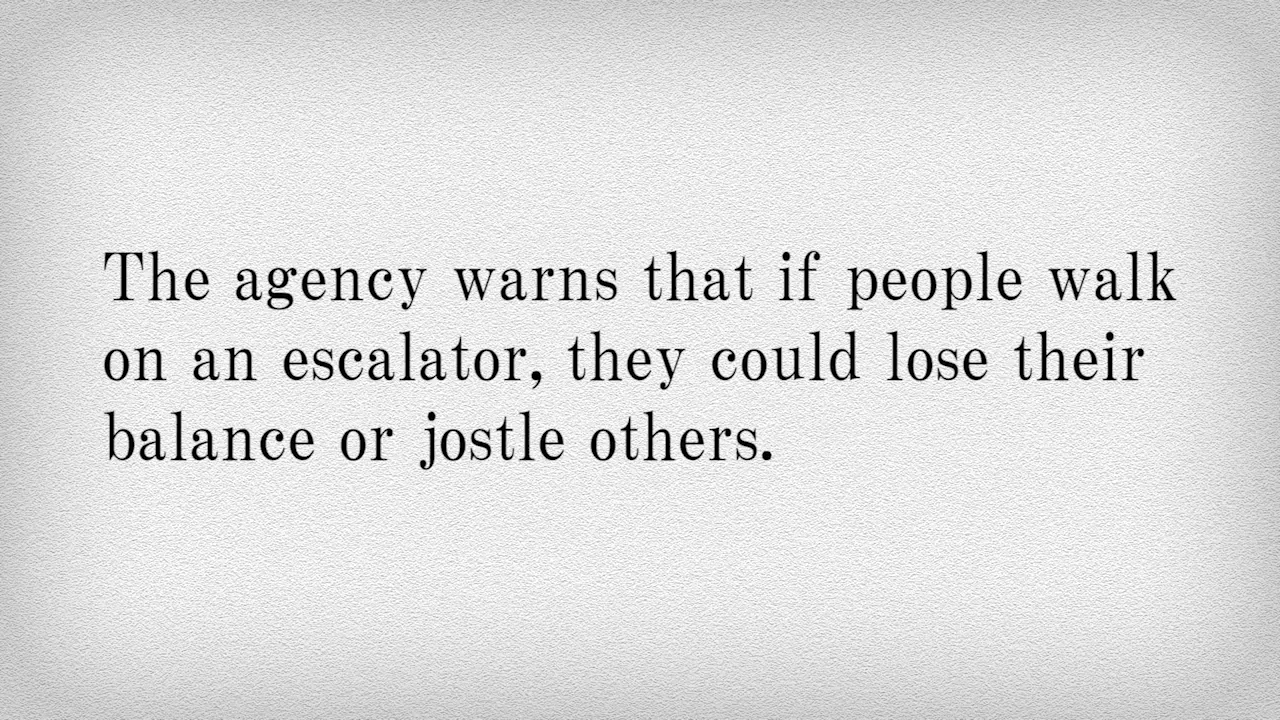 The agency warns that if people walk
on an escalator, they could lose their
balance or jostle others.